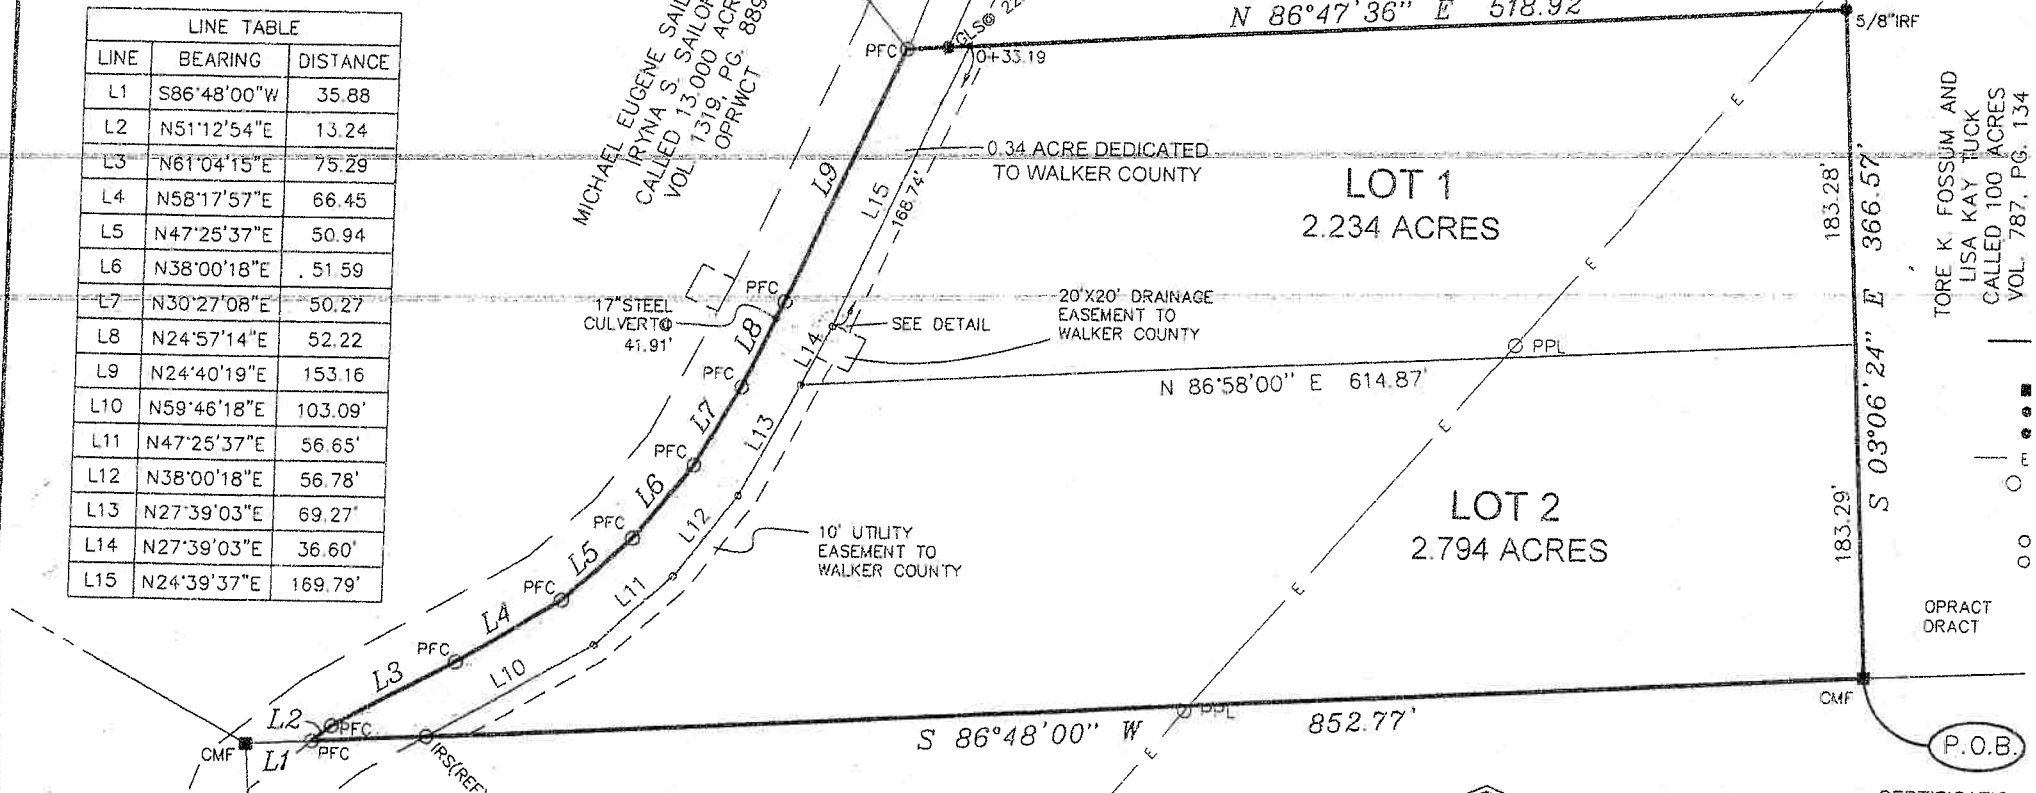 LINE TABLE
LINE BEARING DISTANCE
L1 S86°48'00"W 35.88
L2 N51°12'54"E 13.24
L3 N61°04'15"E 75.29
L4 N58°17'57"E 66.45
L5 N47°25'37"E 50.94
L6 N38°00'18"E 51.59
L7 N30°27'08"E 50.27
L8 N24°57'14"E 52.22
L9 N24°40'19"E 153.16
L10 N59°46'18"E 103.09'
L11 N47°25'37"E 56.65'
L12 N38°00'18"E 56.78'
L13 N27°39'03"E 69.27'
L14 N27°39'03"E 36.60'
L15 N24°39'37"E 169.79'
MICHAEL EUGENE
IRYNA S.
CALLED 13.000
VOL. 1319, PG. 889
OPRWCT
PFC
GLS@
0+33.19
N 86°47'36" E 518.92
5/8"IRF
0.34 ACRE DEDICATED
TO WALKER COUNTY
L9
L15
168.74'
LOT 1
2.234 ACRES
183.28'
S 03°06'24" E 366.57'
TORE K FOSSUM AND
LISA KAY TUCK
CALLED 100 ACRES
VOL. 787, PG. 134
17"STEEL
CULVERT@
41.91'
PFC
L8
SEE DETAIL
20'X20' DRAINAGE
EASEMENT TO
WALKER COUNTY
L14
PFC
N 86°58'00" E 614.87'
PPL
E
E
E
E
E
E
L7
L13
PFC
L6
L12
PFC
10' UTILITY
EASEMENT TO
WALKER COUNTY
LOT 2
2.794 ACRES
183.29'
L5
L11
PFC
L4
PFC
L3
L10
L2
PFC
CMF
L1
PFC
IRS(REF)
S 86°48'00" W 852.77'
PPL
CMF
P.O.B.
OPRACT
DRACT